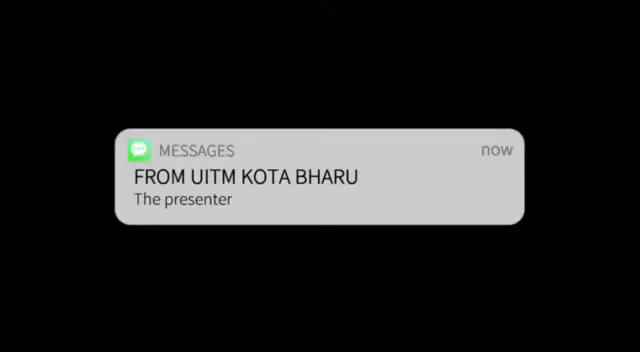 MESSAGES now
FROM UITM KOTA BHARU
The presenter